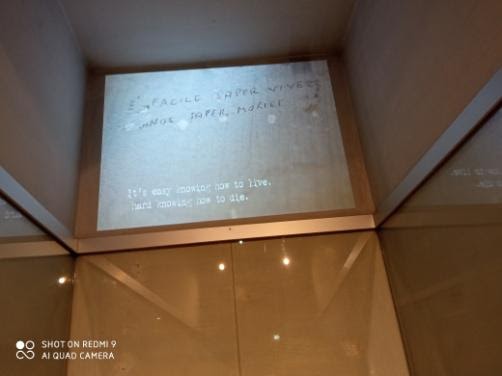 FACILE SAPER VIVERE
SAPER MORIRE
It's easy knowing how to live.
hard knowing how to die.
SHOT ON REDMI 9
AI QUAD CAMERA